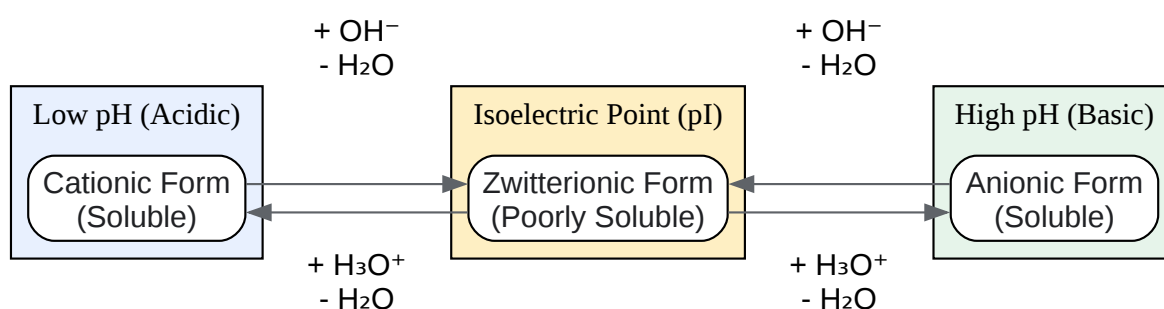 + OH⁻
- H₂O
+ OH⁻
- H₂O
Low pH (Acidic)
Cationic Form
(Soluble)
Isoelectric Point (pI)
Zwitterionic Form
(Poorly Soluble)
High pH (Basic)
Anionic Form
(Soluble)
+ H₃O⁺
- H₂O
+ H₃O⁺
- H₂O